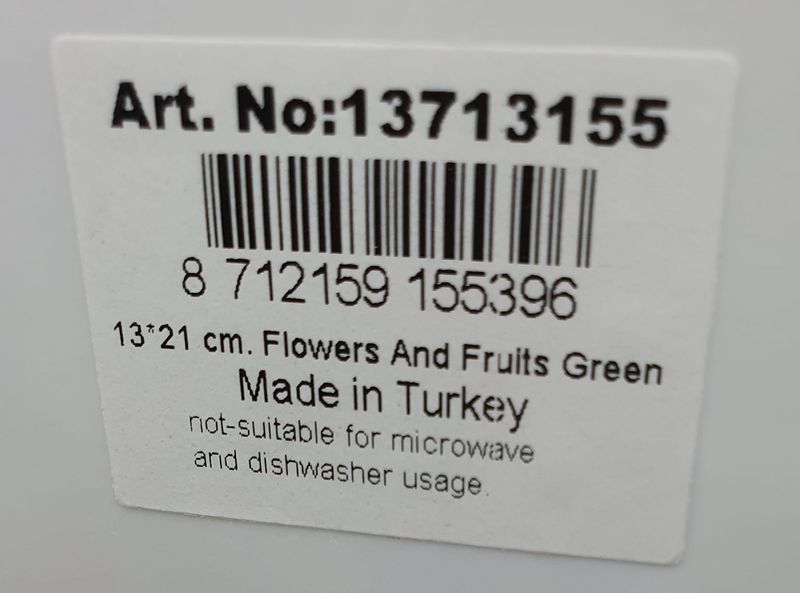 Art. No:13713155
8 712159 155396
13*21 cm. Flowers And Fruits Green
Made in Turkey
not-suitable for microwave
and dishwasher usage.